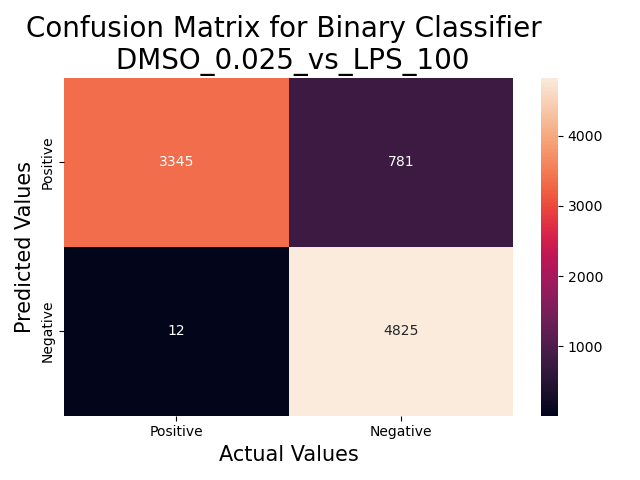 Confusion Matrix for Binary Classifier
DMSO_0.025_vs_LPS_100
Predicted Values
Positive
Negative
3345
781
12
4825
Positive
Negative
Actual Values
4000
3000
2000
1000